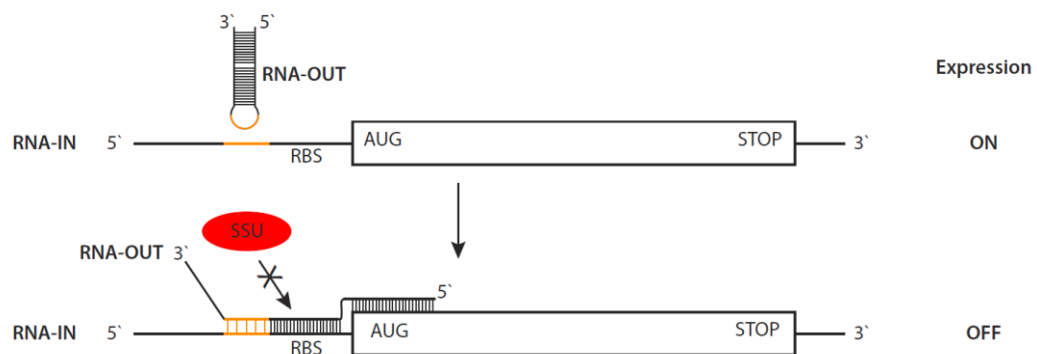 3` 5`
RNA-OUT
Expression
RNA-IN 5` AUG STOP 3` ON
RBS
SSU
RNA-OUT 3`
5`
RNA-IN 5` AUG STOP 3` OFF
RBS